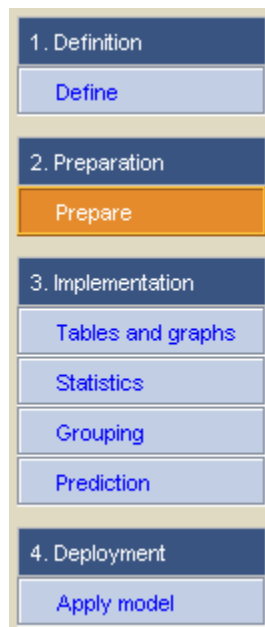 1. Definition
Define
2. Preparation
Prepare
3. Implementation
Tables and graphs
Statistics
Grouping
Prediction
4. Deployment
Apply model